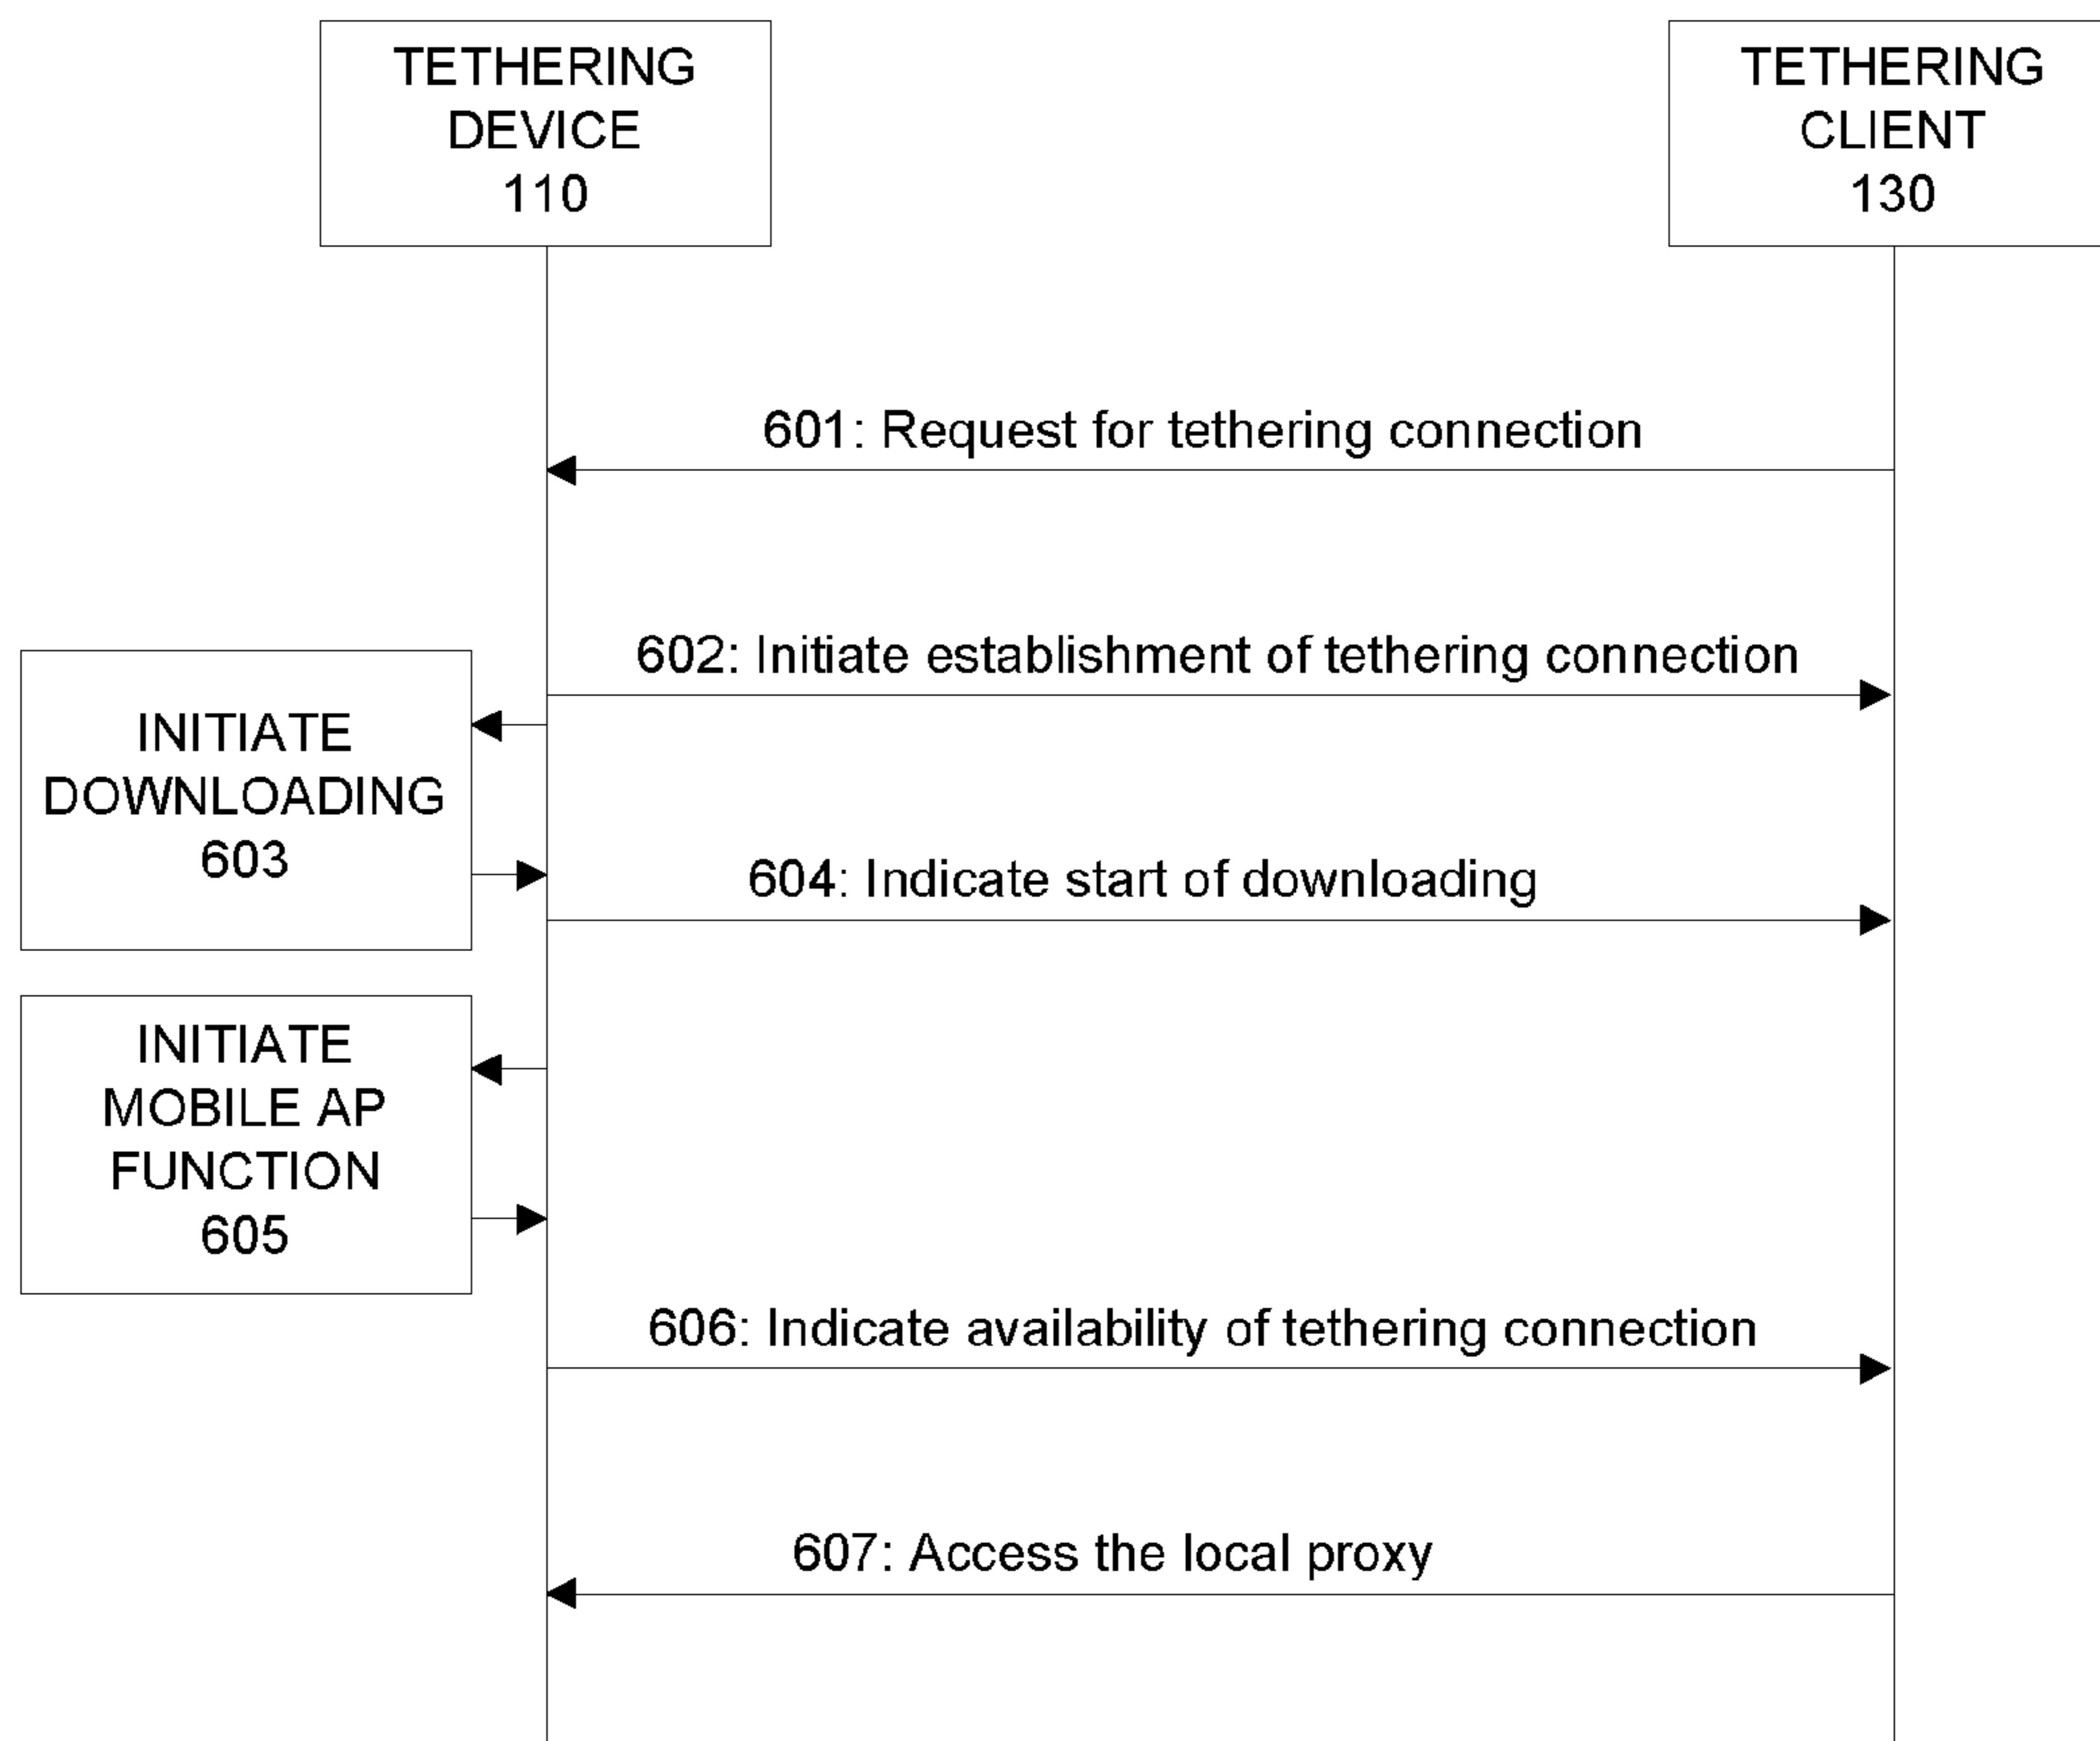 TETHERING
DEVICE
110
TETHERING
CLIENT
130
601: Request for tethering connection
602: Initiate establishment of tethering connection
INITIATE
DOWNLOADING
603
604: Indicate start of downloading
INITIATE
MOBILE AP
FUNCTION
605
606: Indicate availability of tethering connection
607: Access the local proxy